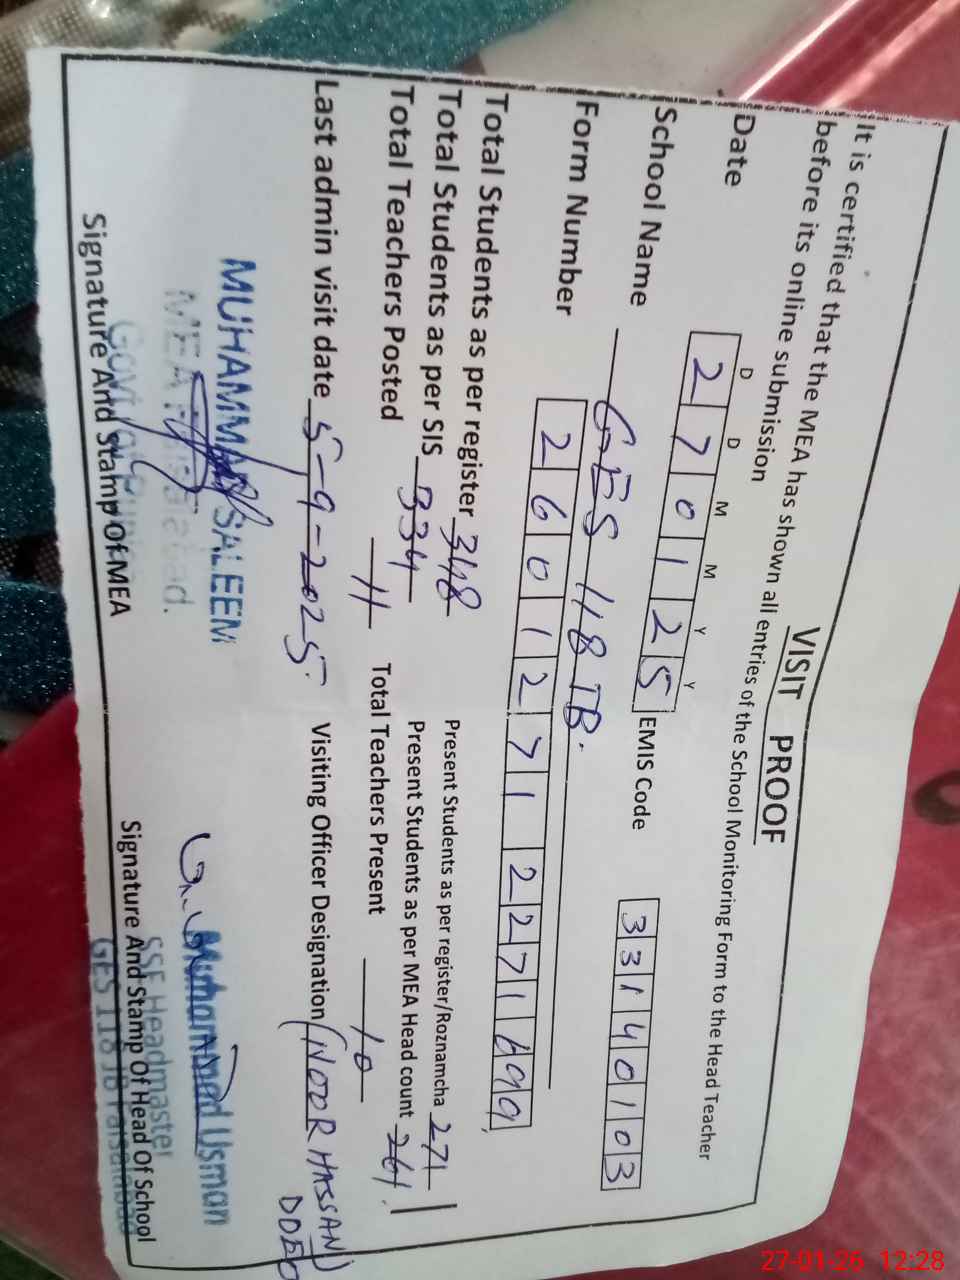 VISIT PROOF
It is certified that the MEA has shown all entries of the School Monitoring Form to the Head Teacher
before its online submission
D D M M Y Y
Date 2 7 0 1 2 5 EMIS Code 3 3 1 4 0 1 0 3
School Name GES 118 JB.
Form Number 2 6 0 1 2 7 1 2 2 7 1 6 9 9
Total Students as per register 348 Present Students as per register/Roznamcha 271
Total Students as per SIS 334 Present Students as per MEA Head count 261
Total Teachers Posted 11 Total Teachers Present 10
Last admin visit date 5-9-2025 Visiting Officer Designation (NOOR HASSAN)
DDEO
MUHAMMAD SALEEM
MEA Faisalabad.
Muhammad Usman
SSE Headmaster
GES 118 JB Faisalabad
Signature And Stamp Of MEA Signature And Stamp Of Head Of School
27-01-26 12:28